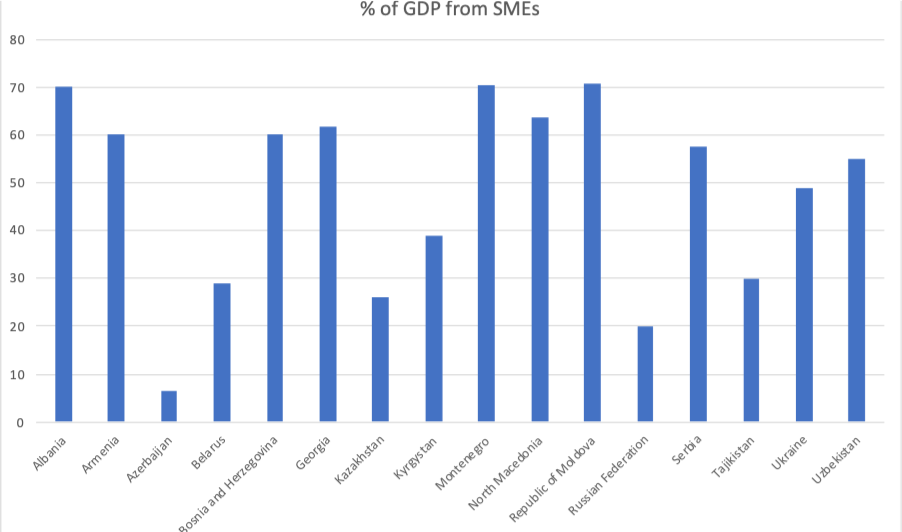 % of GDP from SMEs
80
70
60
50
40
30
20
10
0
Albania
Armenia
Azerbaijan
Belarus
Bosnia and Herzegovina
Georgia
Kazakhstan
Kyrgystan
Montenegro
North Macedonia
Republic of Moldova
Russian Federation
Serbia
Tajikistan
Ukraine
Uzbekistan